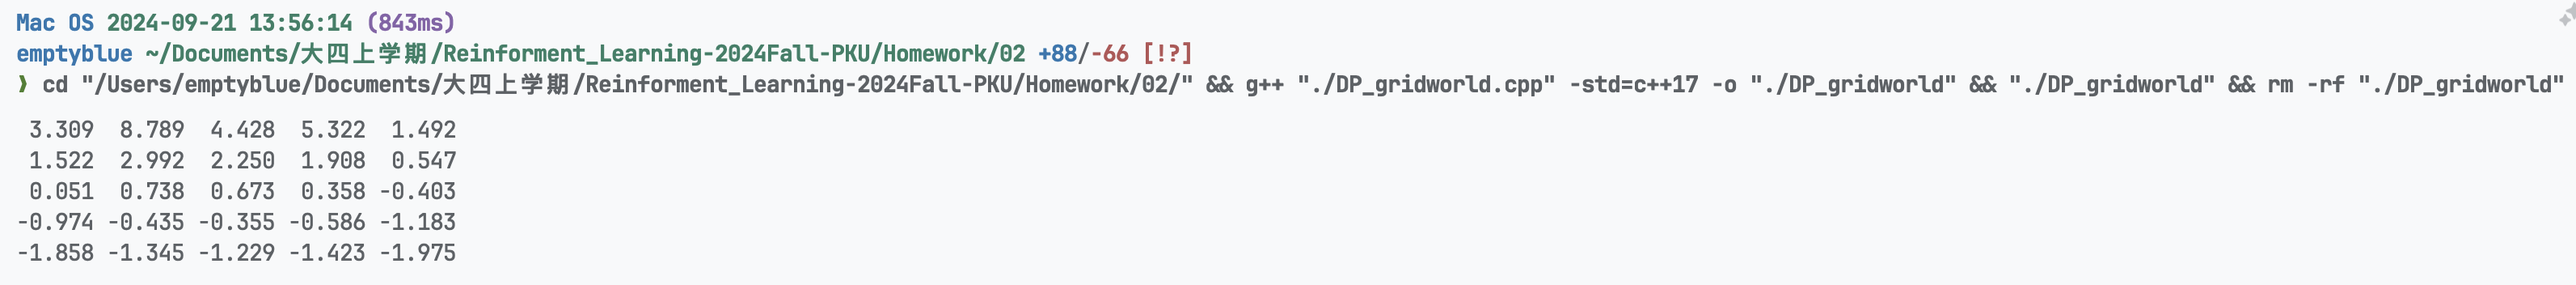 Mac OS 2024-09-21 13:56:14 (843ms)
emptyblue ~/Documents/大四上学期/Reinforment_Learning-2024Fall-PKU/Homework/02 +88/-66 [!?]
❯ cd "/Users/emptyblue/Documents/大四上学期/Reinforment_Learning-2024Fall-PKU/Homework/02/" && g++ "./DP_gridworld.cpp" -std=c++17 -o "./DP_gridworld" && "./DP_gridworld" && rm -rf "./DP_gridworld"
3.309 8.789 4.428 5.322 1.492
1.522 2.992 2.250 1.908 0.547
0.051 0.738 0.673 0.358 -0.403
-0.974 -0.435 -0.355 -0.586 -1.183
-1.858 -1.345 -1.229 -1.423 -1.975